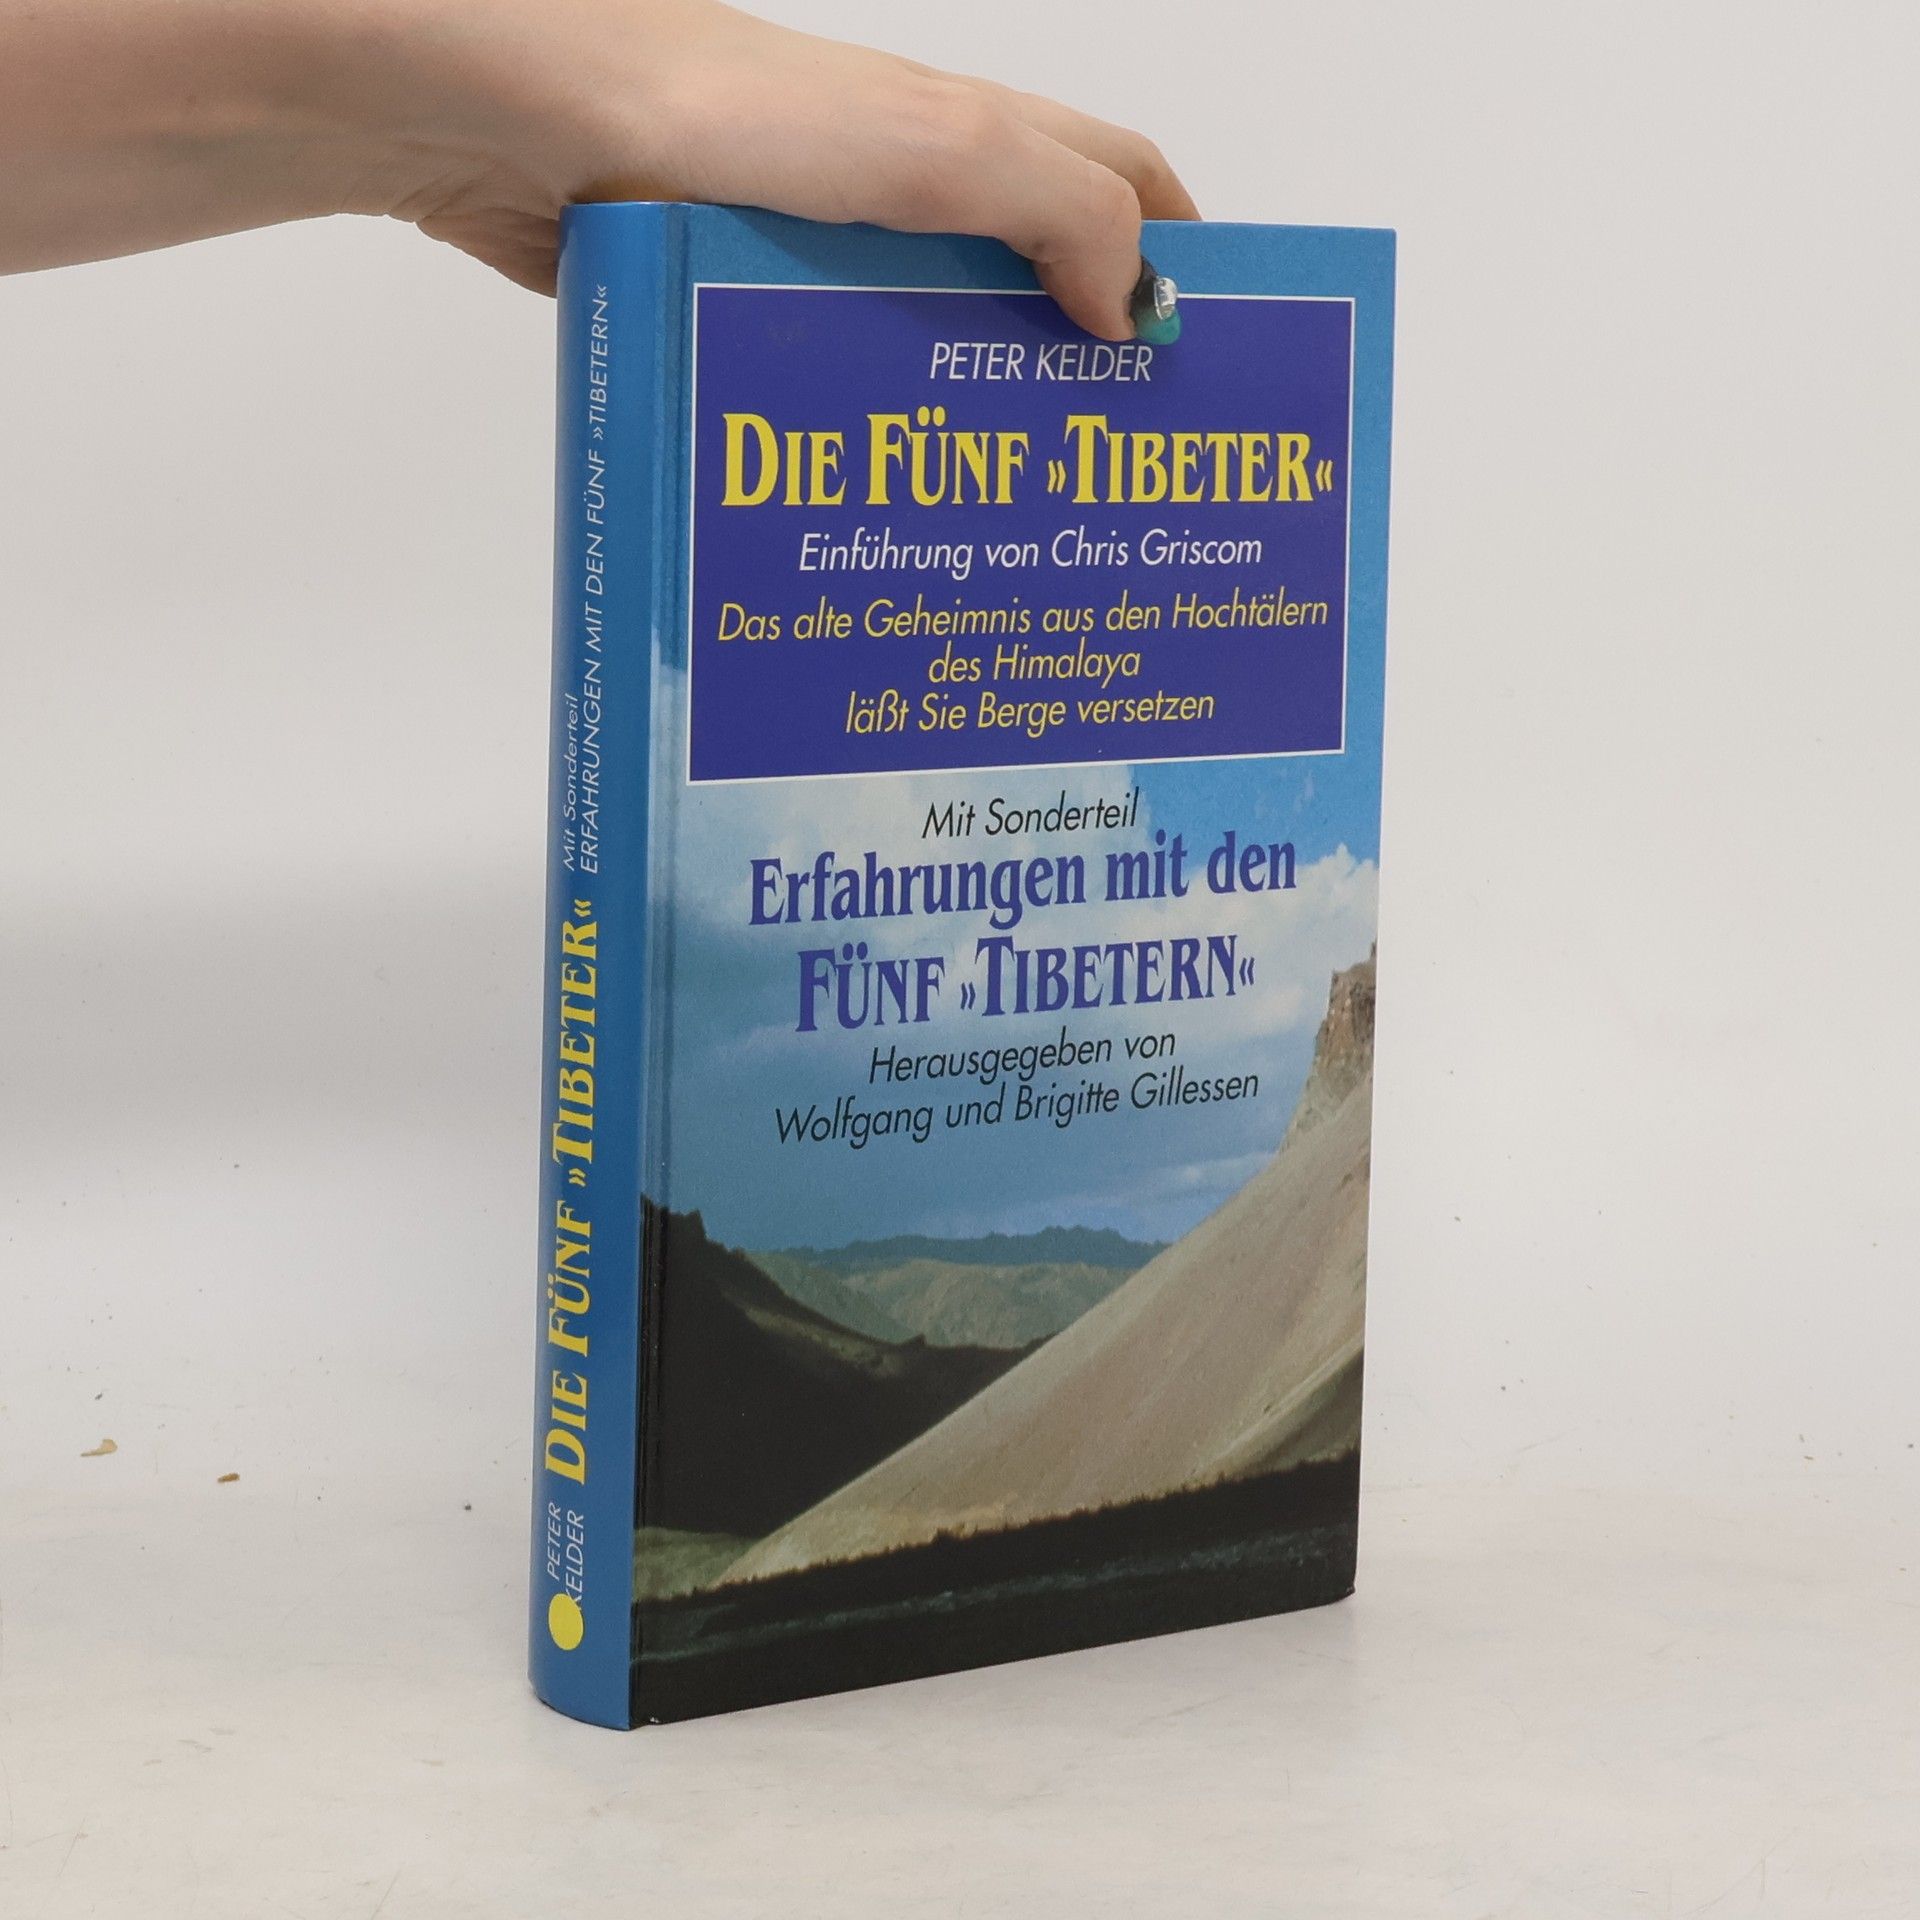 PETER KELDER
DIE FÜNF »TIBETER«
Einführung von Chris Griscom
Das alte Geheimnis aus den Hochtälern
des Himalaya
läßt Sie Berge versetzen
Mit Sonderteil
Erfahrungen mit den
FÜNF »TIBETERN«
Herausgegeben von
Wolfgang und Brigitte Gillessen
PETER
KELDER
DIE FÜNF »TIBETER«
Mit Sonderteil
ERFAHRUNGEN MIT DEN FÜNF »TIBETERN«